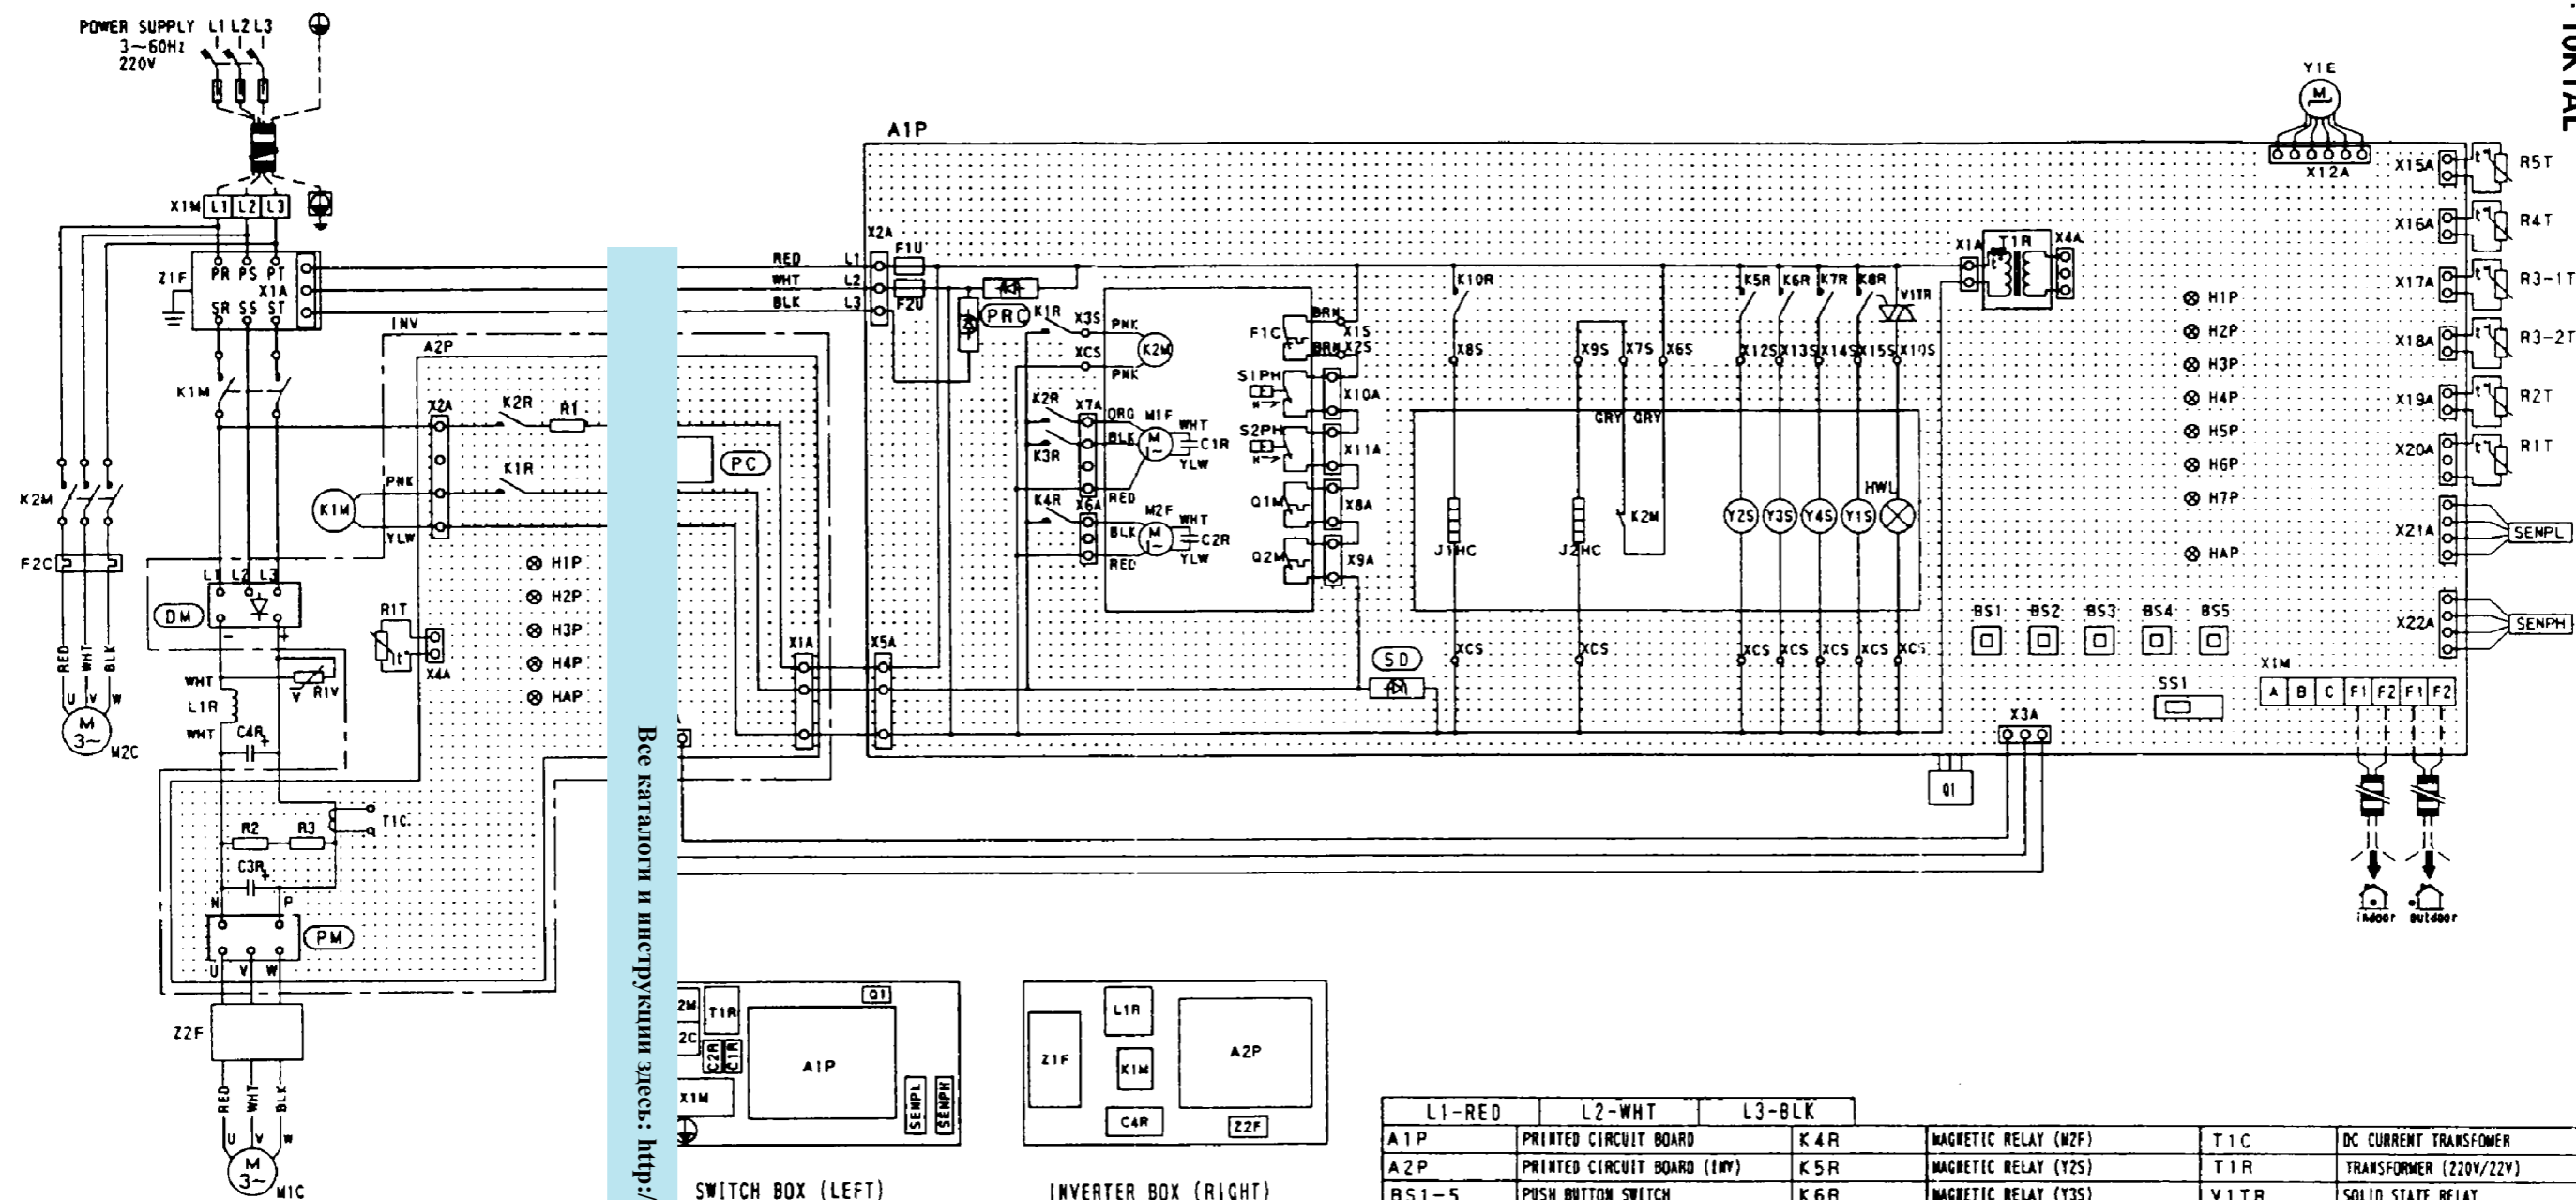 POWER SUPPLY L1 L2 L3
3~60Hz
220V
X1M L1 L2 L3
Z1F
PR PS PT
X1A
SR SS ST
K1M
K2M
F2C
RED WHT BLK
U V W
M
3~
M2C
INV
A2P
X2A
K2R
R1
PC
K1R
PNK
K1M
YLW
H1P
H2P
H3P
H4P
HAP
R1T
t°
X4A
L1 L2 L3
DM
- +
WHT
R1V
V
L1R
WHT
C4R
+
T1C
R2
R3
C3R
+
N
P
PM
U V W
Z2F
RED WHT BLK
U V W
M
3~
M1C
RED
WHT
BLK
L1
L2
L3
X1A
X5A
A1P
X2A
F1U
F2U
PRC
K1R
X3S
PNK
K2M
XCS
PNK
K2R
X7A
ORG
M1F
WHT
BLK
M
C1R
K3R
YLW
RED
K4R
X6A
M2F
WHT
BLK
M
C2R
YLW
RED
F1C
BRN
X1S
BRN
X2S
S1PH
X10A
S2PH
X11A
Q1M
X8A
Q2M
X9A
SD
K10R
X8S
J1HC
XCS
X9S
X7S
X6S
GRY GRY
K2M
J2HC
XCS
K5R
K6R
K7R
K8R
V1TR
X12S
X13S
X14S
X15S
X10S
HWL
Y2S
Y3S
Y4S
Y1S
XCS
XCS
XCS
XCS
XCS
X1A
T1R
X4A
t°
Y1E
M
X12A
H1P
H2P
H3P
H4P
H5P
H6P
H7P
HAP
BS1
BS2
BS3
BS4
BS5
SS1
X1M
A B C F1 F2 F1 F2
X3A
Q1
X15A
R5T
X16A
R4T
X17A
R3-1T
X18A
R3-2T
X19A
R2T
X20A
R1T
X21A
SENPL
X22A
SENPH
indoor
outdoor
Все каталоги и инструкции здесь: http:/
2M
T1R
Q1
2C
C2R
C1R
A1P
X1M
SENPL
SENPH
SWITCH BOX (LEFT)
L1R
Z1F
K1M
A2P
C4R
Z2F
INVERTER BOX (RIGHT)
L1-RED L2-WHT L3-BLK
A1P PRINTED CIRCUIT BOARD K4R MAGNETIC RELAY (M2F) T1C DC CURRENT TRANSFOMER
A2P PRINTED CIRCUIT BOARD (INV) K5R MAGNETIC RELAY (Y2S) T1R TRANSFORMER (220V/22V)
BS1-5 PUSH BUTTON SWITCH K6R MAGNETIC RELAY (Y3S) V1TR SOLID STATE RELAY